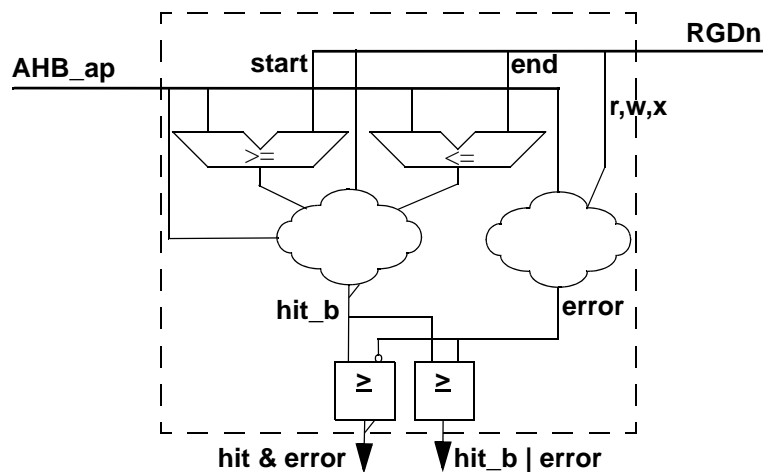 RGDn
AHB_ap
start
end
r,w,x
>=
<=
hit_b
error
≥
≥
hit & error
hit_b | error